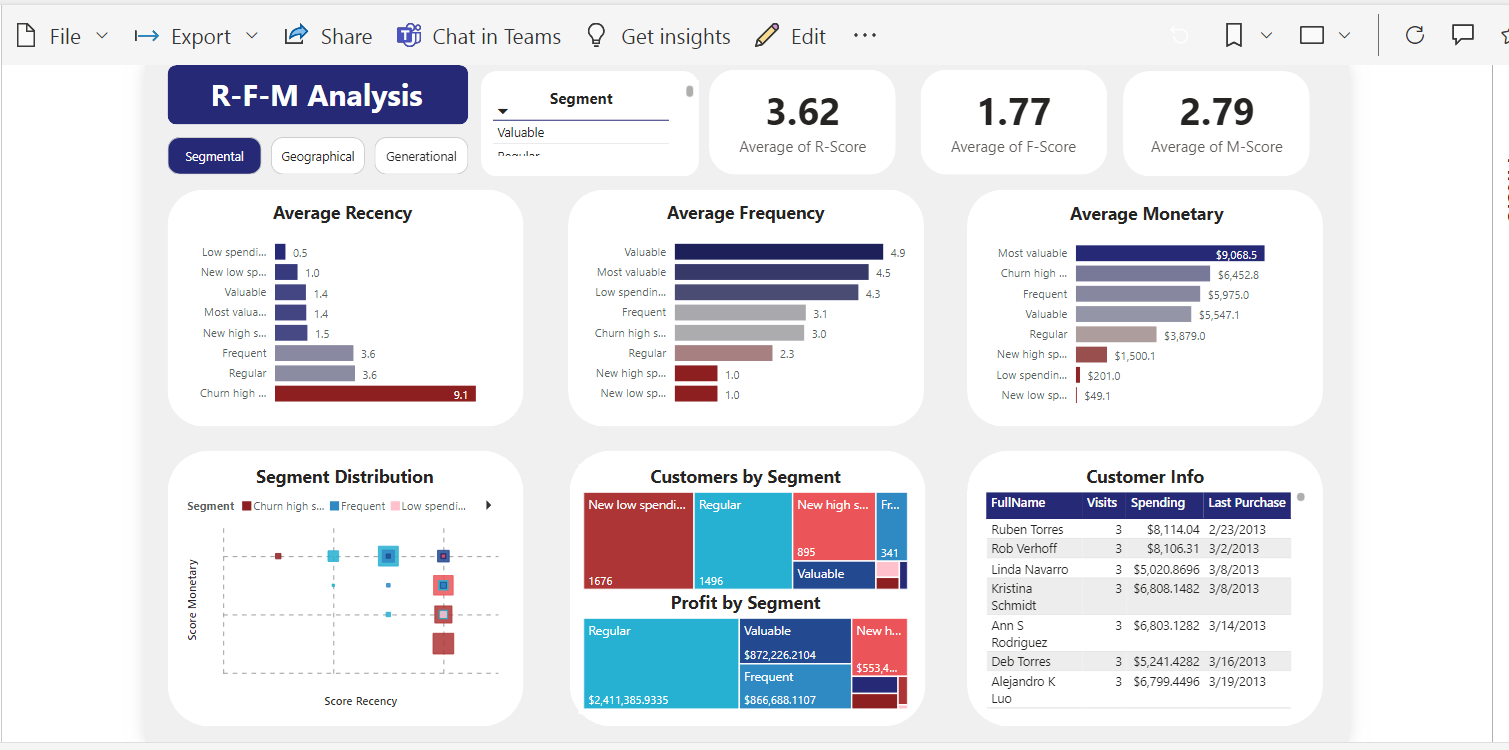 File Export Share Chat in Teams Get insights Edit
R-F-M Analysis
Segmental Geographical Generational
Segment
Valuable
Regular
3.62
Average of R-Score
1.77
Average of F-Score
2.79
Average of M-Score
Average Recency
Low spendi... 0.5
New low sp... 1.0
Valuable 1.4
Most valua... 1.4
New high s... 1.5
Frequent 3.6
Regular 3.6
Churn high ... 9.1
Average Frequency
Valuable 4.9
Most valuable 4.5
Low spendin... 4.3
Frequent 3.1
Churn high s... 3.0
Regular 2.3
New high sp... 1.0
New low sp... 1.0
Average Monetary
Most valuable $9,068.5
Churn high ... $6,452.8
Frequent $5,975.0
Valuable $5,547.1
Regular $3,879.0
New high sp... $1,500.1
Low spendin... $201.0
New low sp... $49.1
Segment Distribution
Segment Churn high s... Frequent Low spendi...
Score Monetary
Score Recency
Customers by Segment
New low spendi... Regular New high s... Fr...
895 341
Valuable
1676 1496
Profit by Segment
Regular Valuable New h...
$872,226.2104 $553,4...
Frequent
$2,411,385.9335 $866,688.1107
Customer Info
FullName Visits Spending Last Purchase
Ruben Torres 3 $8,114.04 2/23/2013
Rob Verhoff 3 $8,106.31 3/2/2013
Linda Navarro 3 $5,020.8696 3/8/2013
Kristina 3 $6,808.1482 3/8/2013
Schmidt
Ann S 3 $6,803.1282 3/14/2013
Rodriguez
Deb Torres 3 $5,241.4282 3/16/2013
Alejandro K 3 $6,799.4496 3/19/2013
Luo